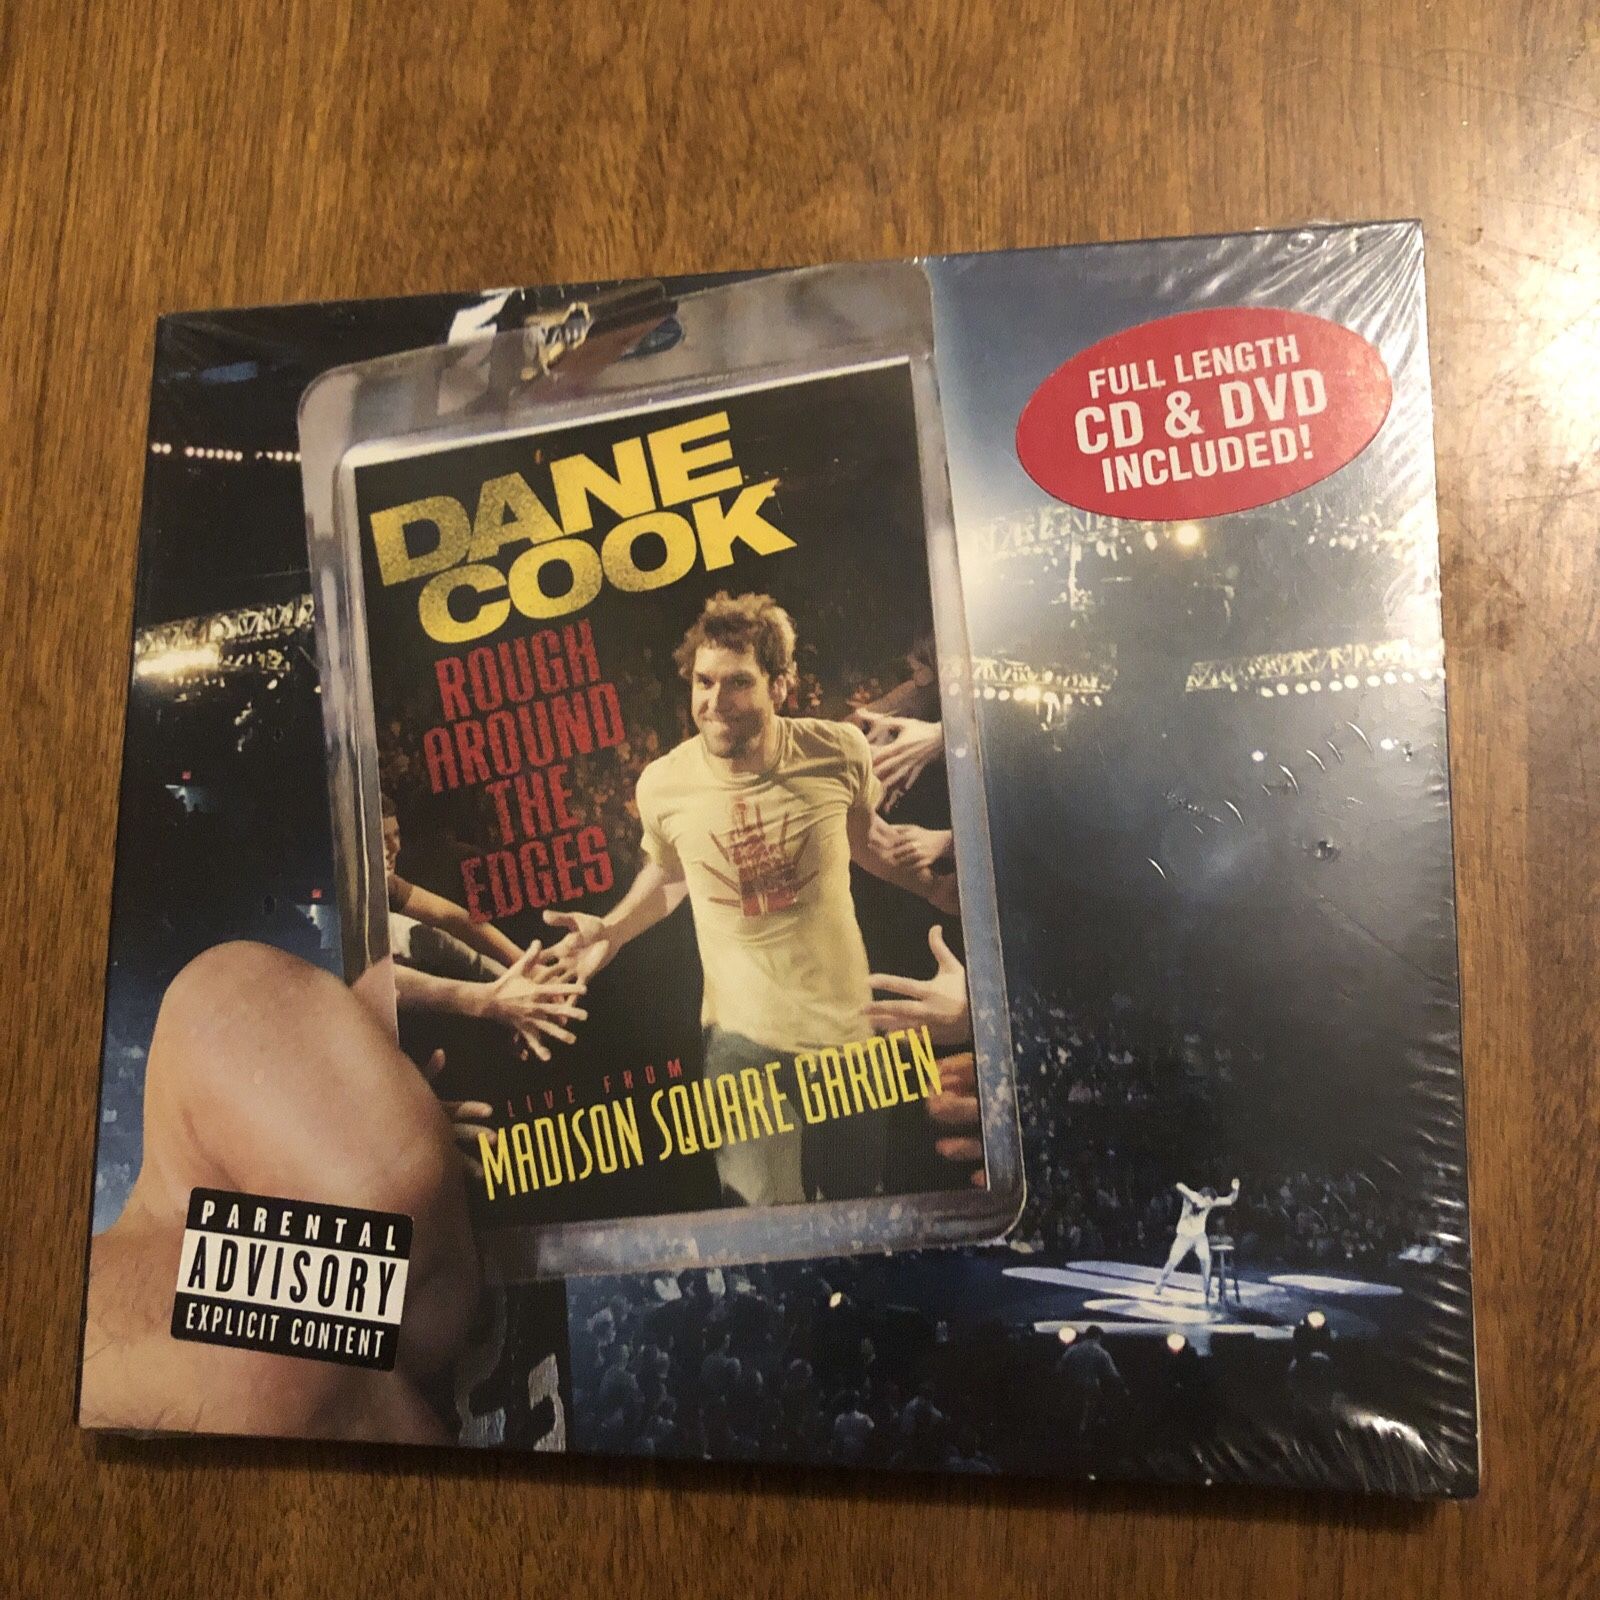 DANE
COOK
ROUGH
AROUND
THE
EDGES
LIVE FROM
MADISON SQUARE GARDEN
FULL LENGTH
CD & DVD
INCLUDED!
PARENTAL
ADVISORY
EXPLICIT CONTENT